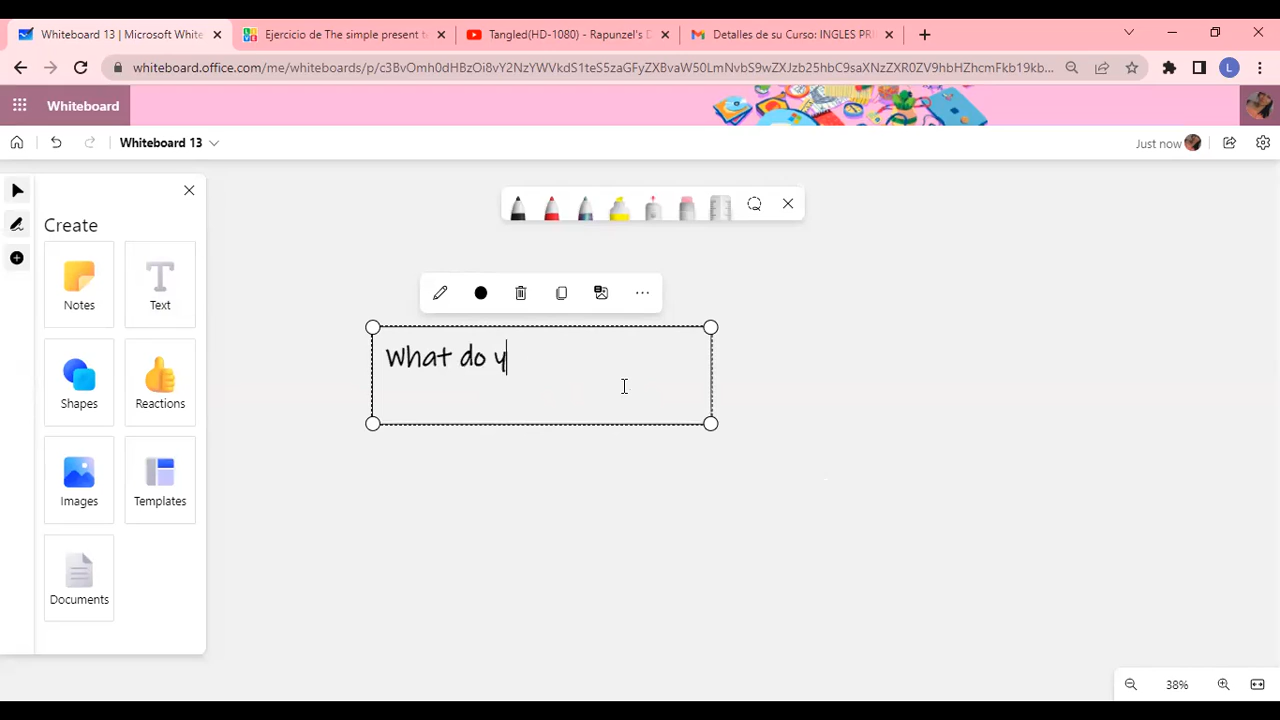 Whiteboard 13 | Microsoft White
Ejercicio de The simple present t
Tangled(HD-1080) - Rapunzel's D
Detalles de su Curso: INGLES PR
whiteboard.office.com/me/whiteboards/p/c3BvOmh0dHBzOi8vY2NzYWVkdS1teS5zaGFyZXBvaW50LmNvbS9wZXJzb25hbC9saXNzZXR0ZV9hbHZhcmFkb19kb...
L
Whiteboard
Whiteboard 13
Just now
Create
Notes
Text
Shapes
Reactions
Images
Templates
Documents
What do y
38%